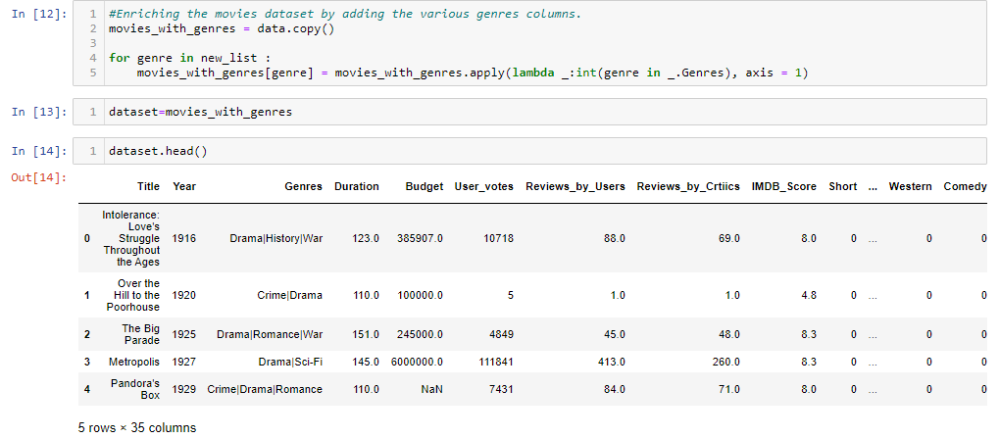 In [12]:
1 #Enriching the movies dataset by adding the various genres columns.
2 movies_with_genres = data.copy()
3
4 for genre in new_list :
5     movies_with_genres[genre] = movies_with_genres.apply(lambda _:int(genre in _.Genres), axis = 1)
In [13]: 1 dataset=movies_with_genres
In [14]: 1 dataset.head()
Out[14]:
Title Year Genres Duration Budget User_votes Reviews_by_Users Reviews_by_Crtiics IMDB_Score Short ... Western Comedy
Intolerance:
Love's
0 Struggle 1916 Drama|History|War 123.0 385907.0 10718 88.0 69.0 8.0 0 ... 0 0
Throughout
the Ages
Over the
1 Hill to the 1920 Crime|Drama 110.0 100000.0 5 1.0 1.0 4.8 0 ... 0 0
Poorhouse
2 The Big 1925 Drama|Romance|War 151.0 245000.0 4849 45.0 48.0 8.3 0 ... 0 0
Parade
3 Metropolis 1927 Drama|Sci-Fi 145.0 6000000.0 111841 413.0 260.0 8.3 0 ... 0 0
4 Pandora's 1929 Crime|Drama|Romance 110.0 NaN 7431 84.0 71.0 8.0 0 ... 0 0
Box
5 rows × 35 columns